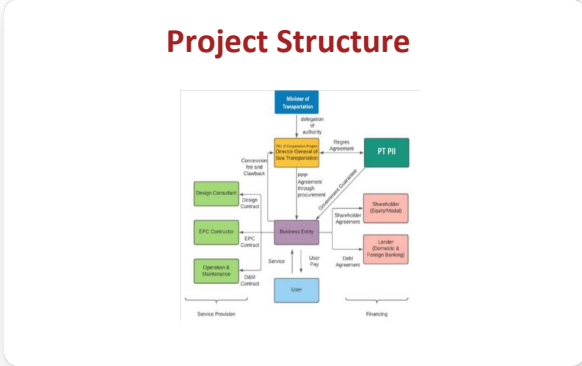 Project Structure
Minister of
Transportation
delegation
of
authority
PIC of Cooperation Project
Director General of
Sea Transportation
Regres
Agreement
PT PII
Concession
fee and
Clawback
PPP
Agreement
through
procurement
Government Guarantee
Design Consultant
Design
Contract
EPC Contractor
EPC
Contract
Operation &
Maintenance
O&M
Contract
Business Entity
Shareholder
Agreement
Shareholder
(Equity/Modal)
Lender
(Domestic &
Foreign Banking)
Debt
Agreement
Service
User
Pay
User
Service Provision
Financing